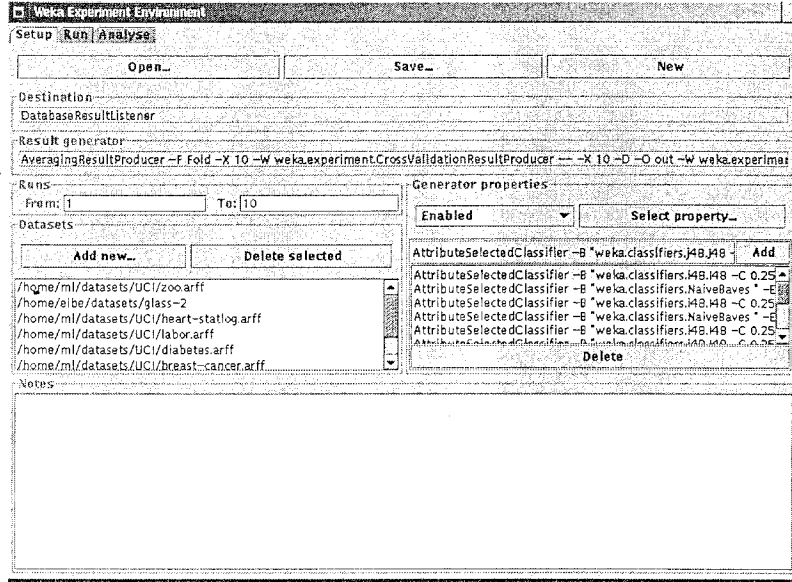 Weka Experiment Environment
Setup Run Analyse
Open... Save... New
Destination
DatabaseResultListener
Result generator
AveragingResultProducer -F Fold -X 10 -W weka.experiment.CrossValidationResultProducer -- -X 10 -D -O out -W weka.experimen
Runs
From: 1 To: 10
Generator properties
Enabled Select property...
Datasets
Add new... Delete selected
AttributeSelectedClassifier -B "weka.classifiers.j48.J48 - Add
/home/ml/datasets/UCI/zoo.arff
/home/eibe/datasets/glass-2
/home/ml/datasets/UCI/heart-statlog.arff
/home/ml/datasets/UCI/labor.arff
/home/ml/datasets/UCI/diabetes.arff
/home/ml/datasets/UCI/breast-cancer.arff
AttributeSelectedClassifier -B "weka.classifiers.j48.J48 -C 0.25
AttributeSelectedClassifier -B "weka.classifiers.NaiveBayes " -E
AttributeSelectedClassifier -B "weka.classifiers.NaiveBayes " -E
AttributeSelectedClassifier -B "weka.classifiers.j48.J48 -C 0.25
AttributeSelectedClassifier -B "weka.classifiers.j48.J48 -C 0.25
Delete
Notes